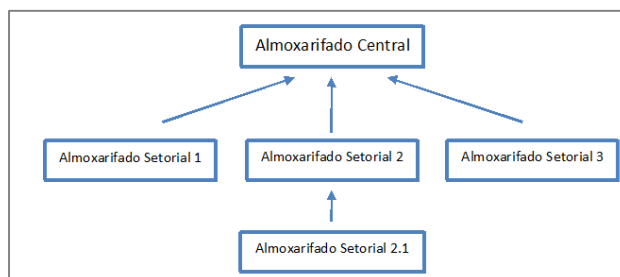 Almoxarifado Central
Almoxarifado Setorial 1
Almoxarifado Setorial 2
Almoxarifado Setorial 3
Almoxarifado Setorial 2.1